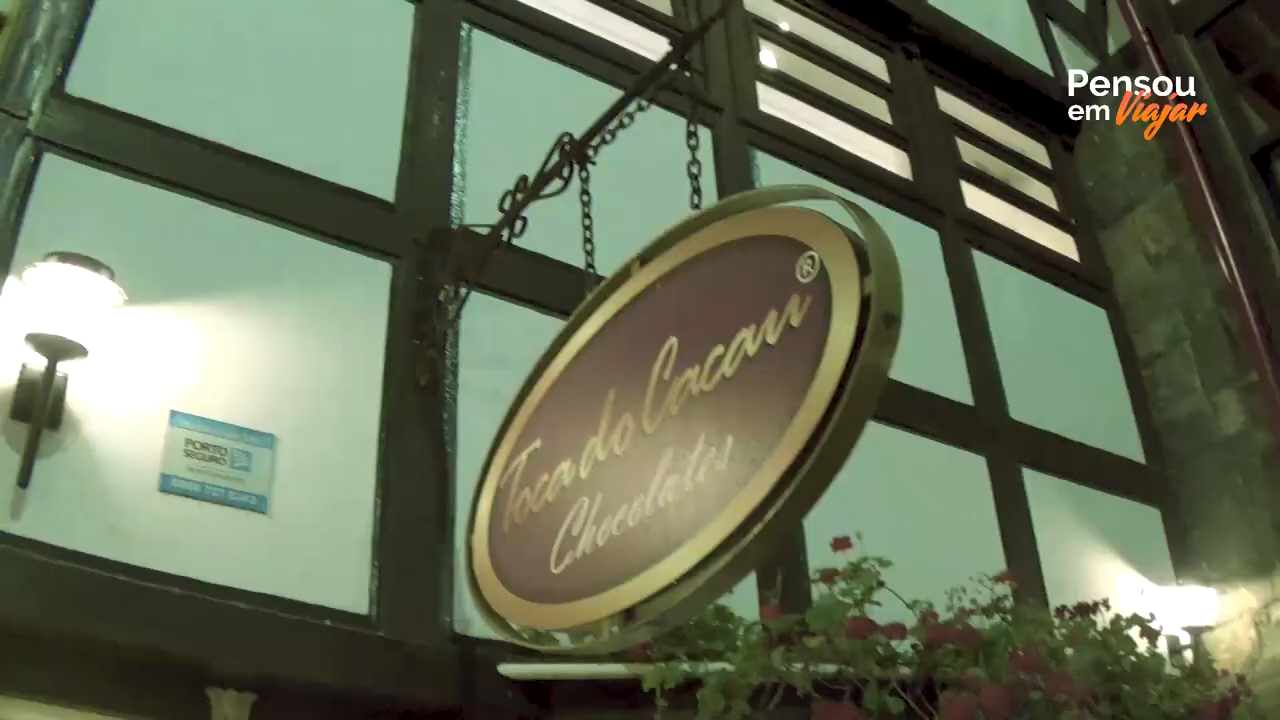 Pensou
em Viajar
Toca do Cacau ®
Chocolates
PORTO
SEGURO